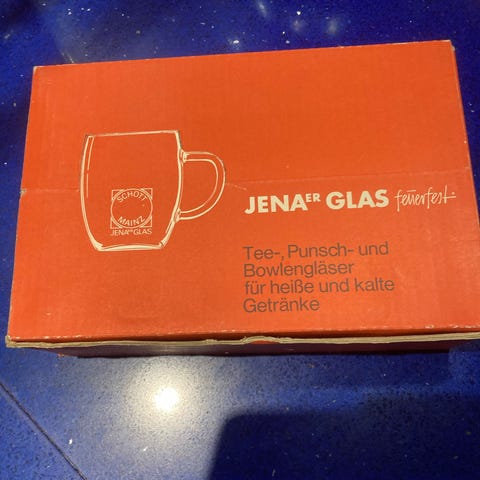 SCHOTT
MAINZ
JENAER GLAS
JENAER GLAS feuerfest
Tee-, Punsch- und
Bowlengläser
für heiße und kalte
Getränke